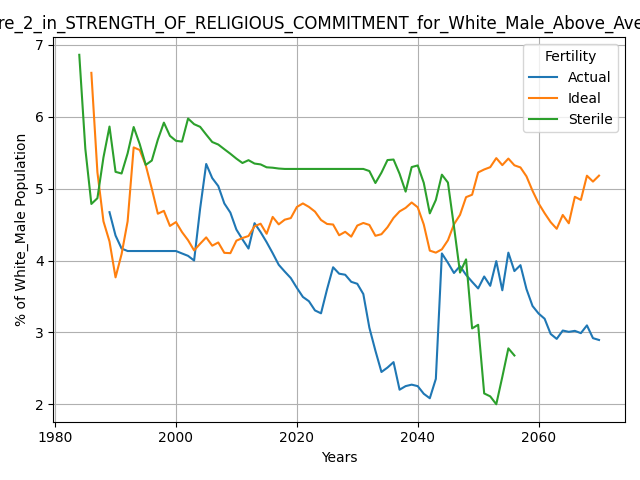 re_2_in_STRENGTH_OF_RELIGIOUS_COMMITMENT_for_White_Male_Above_Ave
7
6
5
4
3
2
% of White_Male Population
Fertility
Actual
Ideal
Sterile
1980 2000 2020 2040 2060
Years